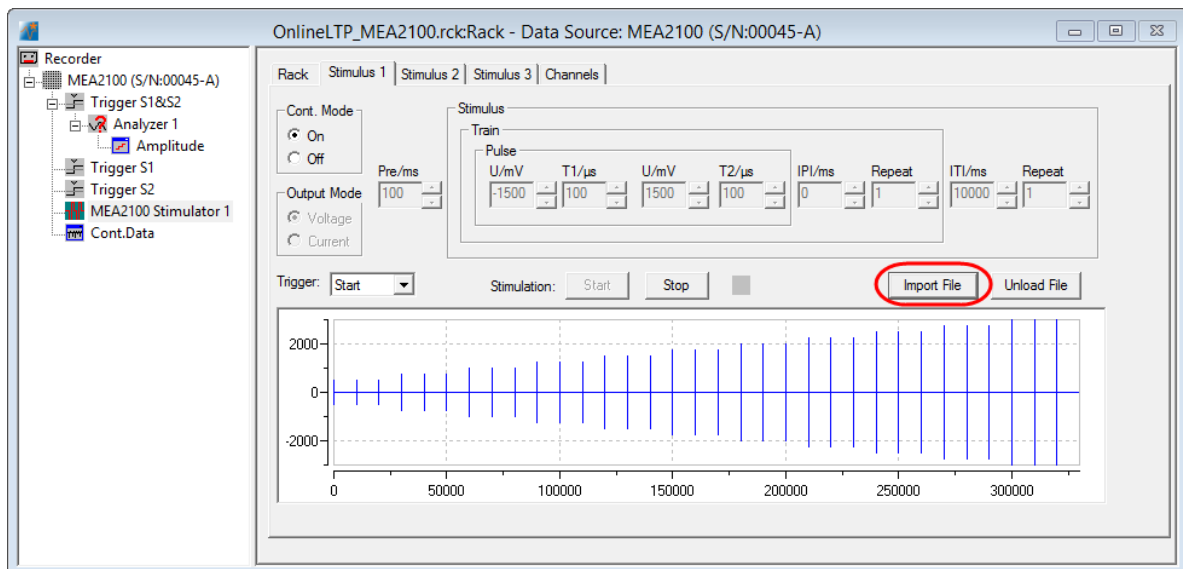 OnlineLTP_MEA2100.rck:Rack - Data Source: MEA2100 (S/N:00045-A)
Recorder
MEA2100 (S/N:00045-A)
Trigger S1&S2
Analyzer 1
Amplitude
Trigger S1
Trigger S2
MEA2100 Stimulator 1
Cont.Data
Rack Stimulus 1 Stimulus 2 Stimulus 3 Channels
Cont. Mode
On
Off
Output Mode
Voltage
Current
Stimulus
Train
Pulse
Pre/ms U/mV T1/µs U/mV T2/µs IPI/ms Repeat ITI/ms Repeat
100 -1500 100 1500 100 0 1 10000 1
Trigger: Start Stimulation: Start Stop Import File Unload File
2000
0
-2000
0 50000 100000 150000 200000 250000 300000